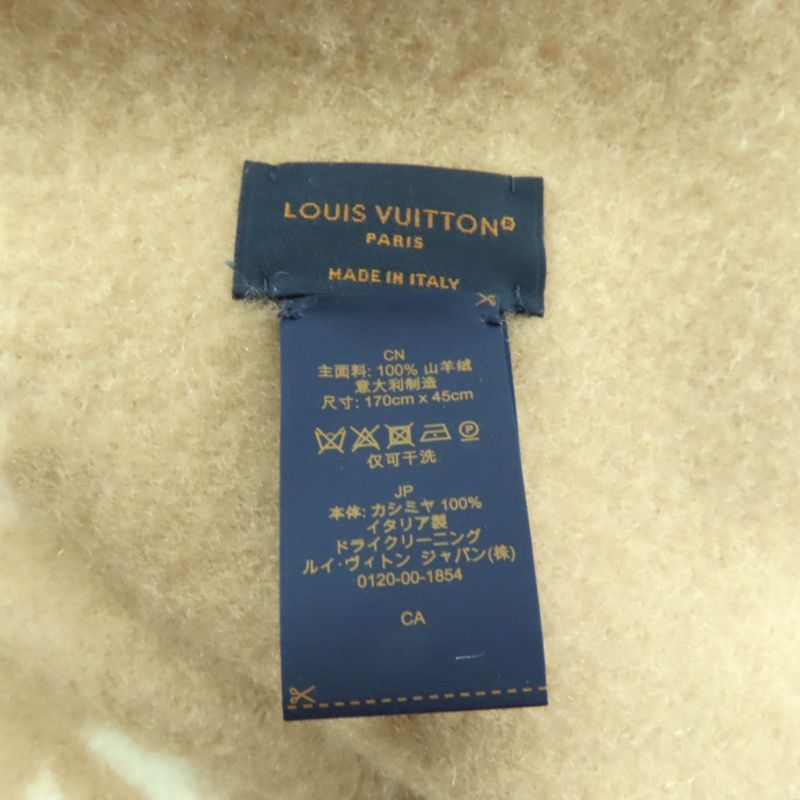 LOUIS VUITTON®
PARIS
MADE IN ITALY
CN
主面料: 100% 山羊绒
意大利制造
尺寸: 170cm x 45cm
P
仅可干洗
JP
本体: カシミヤ 100%
イタリア製
ドライクリーニング
ルイ·ヴィトン ジャパン(株)
0120-00-1854
CA